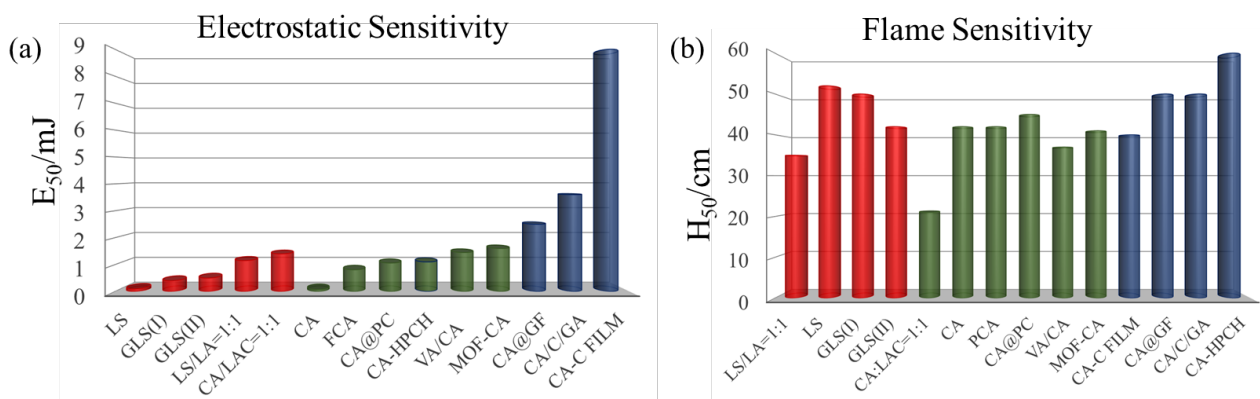 (a)
Electrostatic Sensitivity
E50/mJ
9
8
7
6
5
4
3
2
1
0
LS
GLS(I)
GLS(II)
LS/LA=1:1
CA/LAC=1:1
CA
FCA
CA@PC
CA-HPCH
VA/CA
MOF-CA
CA@GF
CA/C/GA
CA-C FILM
(b)
Flame Sensitivity
H50/cm
60
50
40
30
20
10
0
LS/LA=1:1
LS
GLS(I)
GLS(II)
CA:LAC=1:1
CA
PCA
CA@PC
VA/CA
MOF-CA
CA-C FILM
CA@GF
CA/C/GA
CA-HPCH